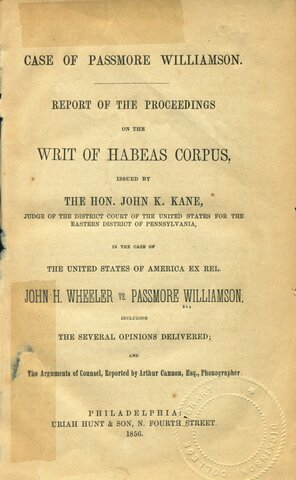 CASE OF PASSMORE WILLIAMSON.
REPORT OF THE PROCEEDINGS
ON THE
WRIT OF HABEAS CORPUS,
ISSUED BY
THE HON. JOHN K. KANE,
JUDGE OF THE DISTRICT COURT OF THE UNITED STATES FOR THE
EASTERN DISTRICT OF PENNSYLVANIA,
IN THE CASE OF
THE UNITED STATES OF AMERICA EX REL.
JOHN H. WHEELER VS. PASSMORE WILLIAMSON,
INCLUDING
THE SEVERAL OPINIONS DELIVERED;
AND
The Arguments of Counsel, Reported by Arthur Cannon, Esq., Phonographer.
PHILADELPHIA:
URIAH HUNT & SON, N. FOURTH STREET.
1856.